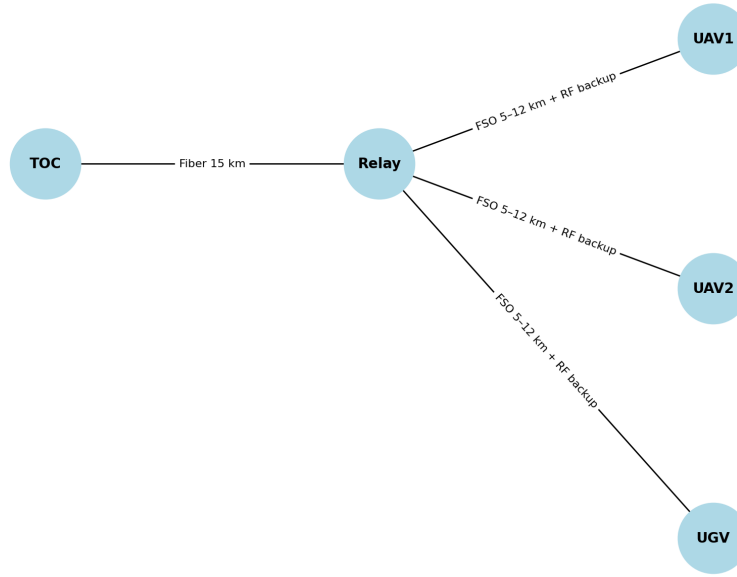 UAV1
FSO 5–12 km + RF backup
TOC
Fiber 15 km
Relay
FSO 5–12 km + RF backup
UAV2
FSO 5–12 km + RF backup
UGV